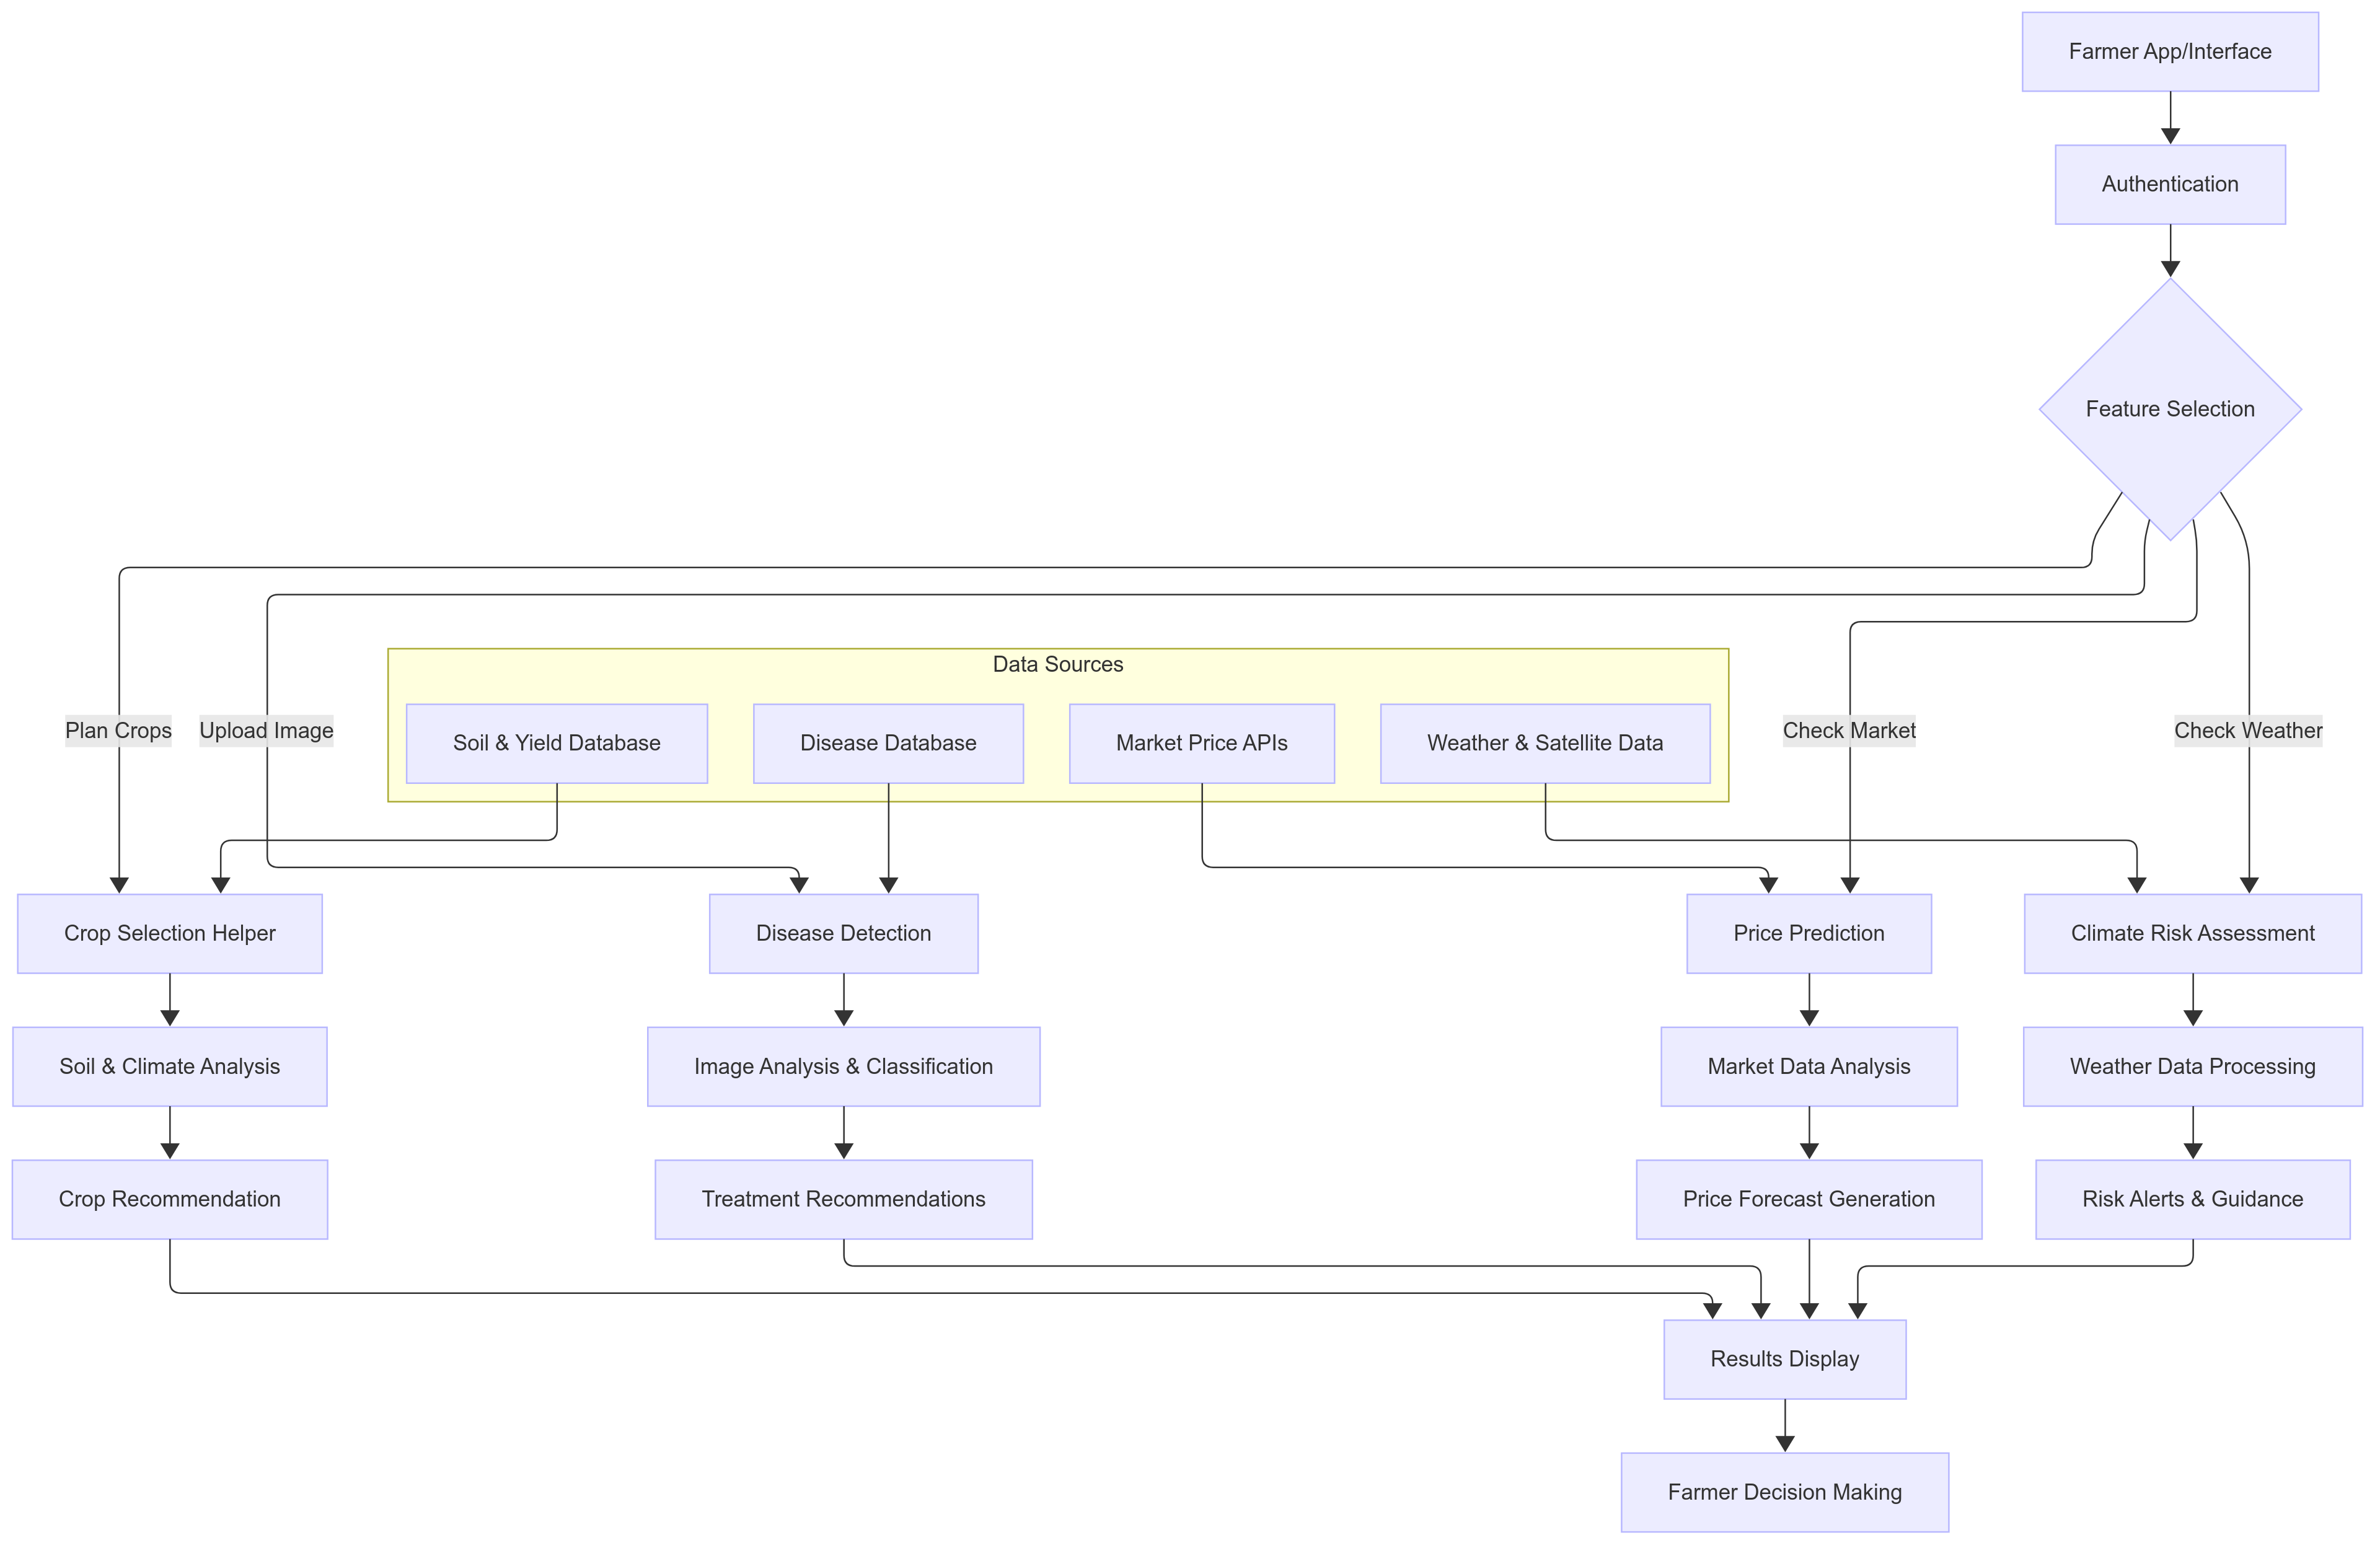 Farmer App/Interface
Authentication
Feature Selection
Data Sources
Plan Crops
Upload Image
Soil & Yield Database
Disease Database
Market Price APIs
Weather & Satellite Data
Check Market
Check Weather
Crop Selection Helper
Disease Detection
Price Prediction
Climate Risk Assessment
Soil & Climate Analysis
Image Analysis & Classification
Market Data Analysis
Weather Data Processing
Crop Recommendation
Treatment Recommendations
Price Forecast Generation
Risk Alerts & Guidance
Results Display
Farmer Decision Making